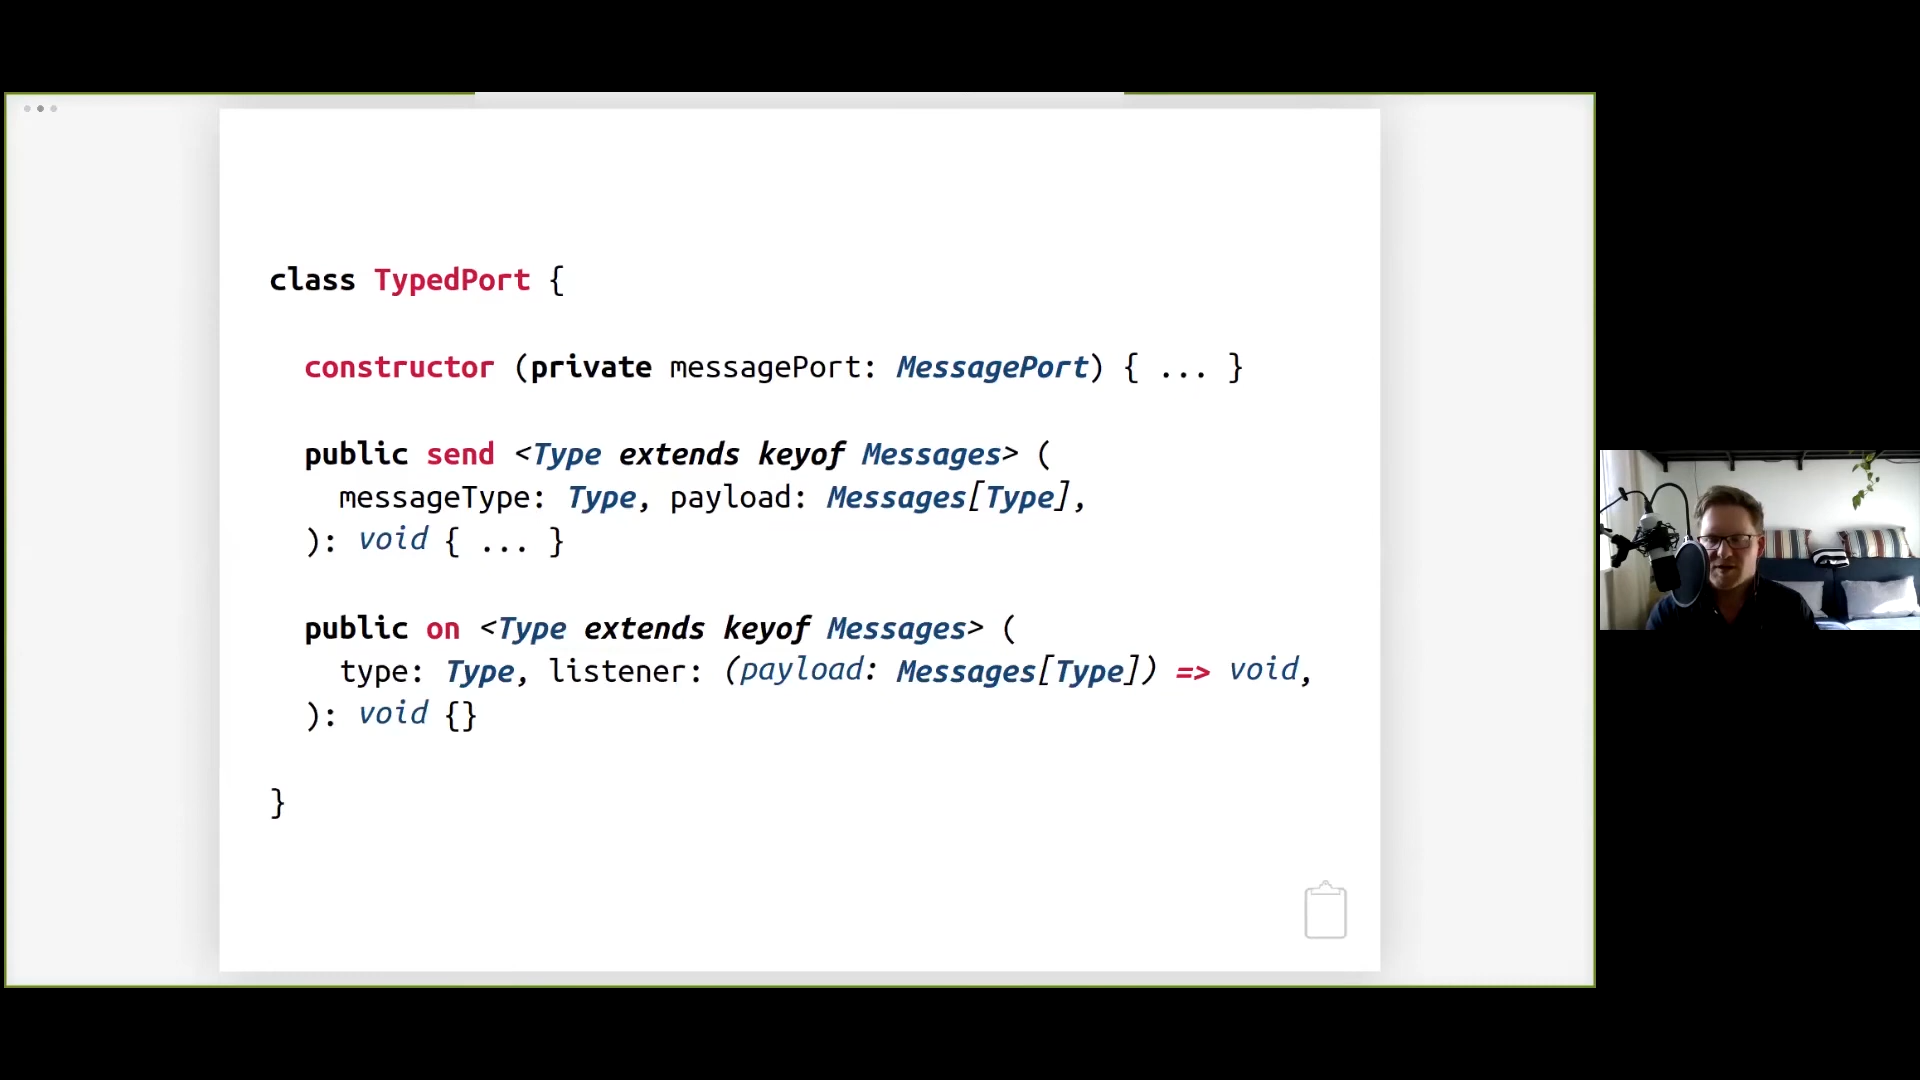 class TypedPort {
constructor (private messagePort: MessagePort) { ... }
public send <Type extends keyof Messages> (
messageType: Type, payload: Messages[Type],
): void { ... }
public on <Type extends keyof Messages> (
type: Type, listener: (payload: Messages[Type]) => void,
): void {}
}